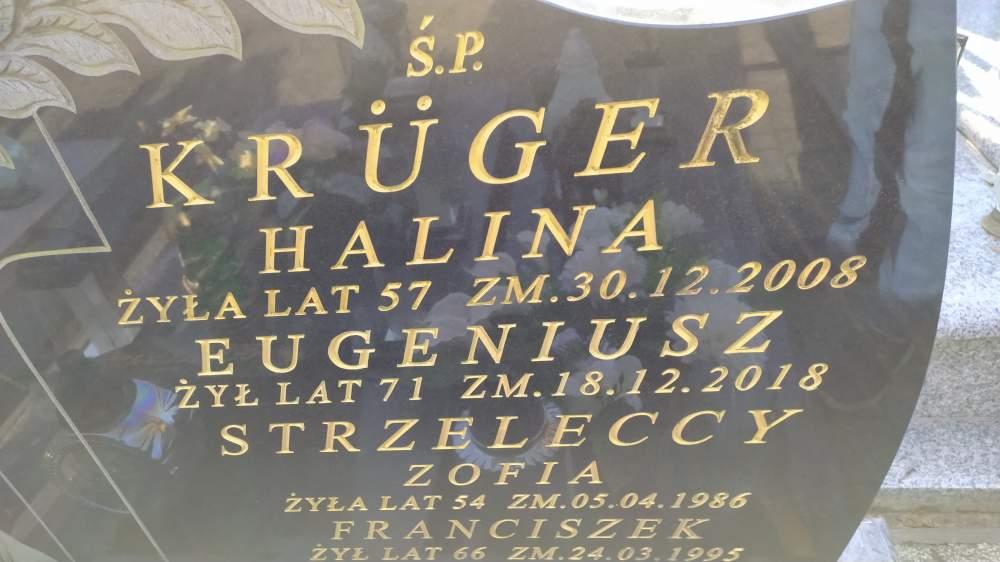 Ś.P.
KRÜGER
HALINA
ŻYŁA LAT 57 ZM.30.12.2008
EUGENIUSZ
ŻYŁ LAT 71 ZM.18.12.2018
STRZELECCY
ZOFIA
ŻYŁA LAT 54 ZM.05.04.1986
FRANCISZEK
ŻYŁ LAT 66 ZM.24.03.1995